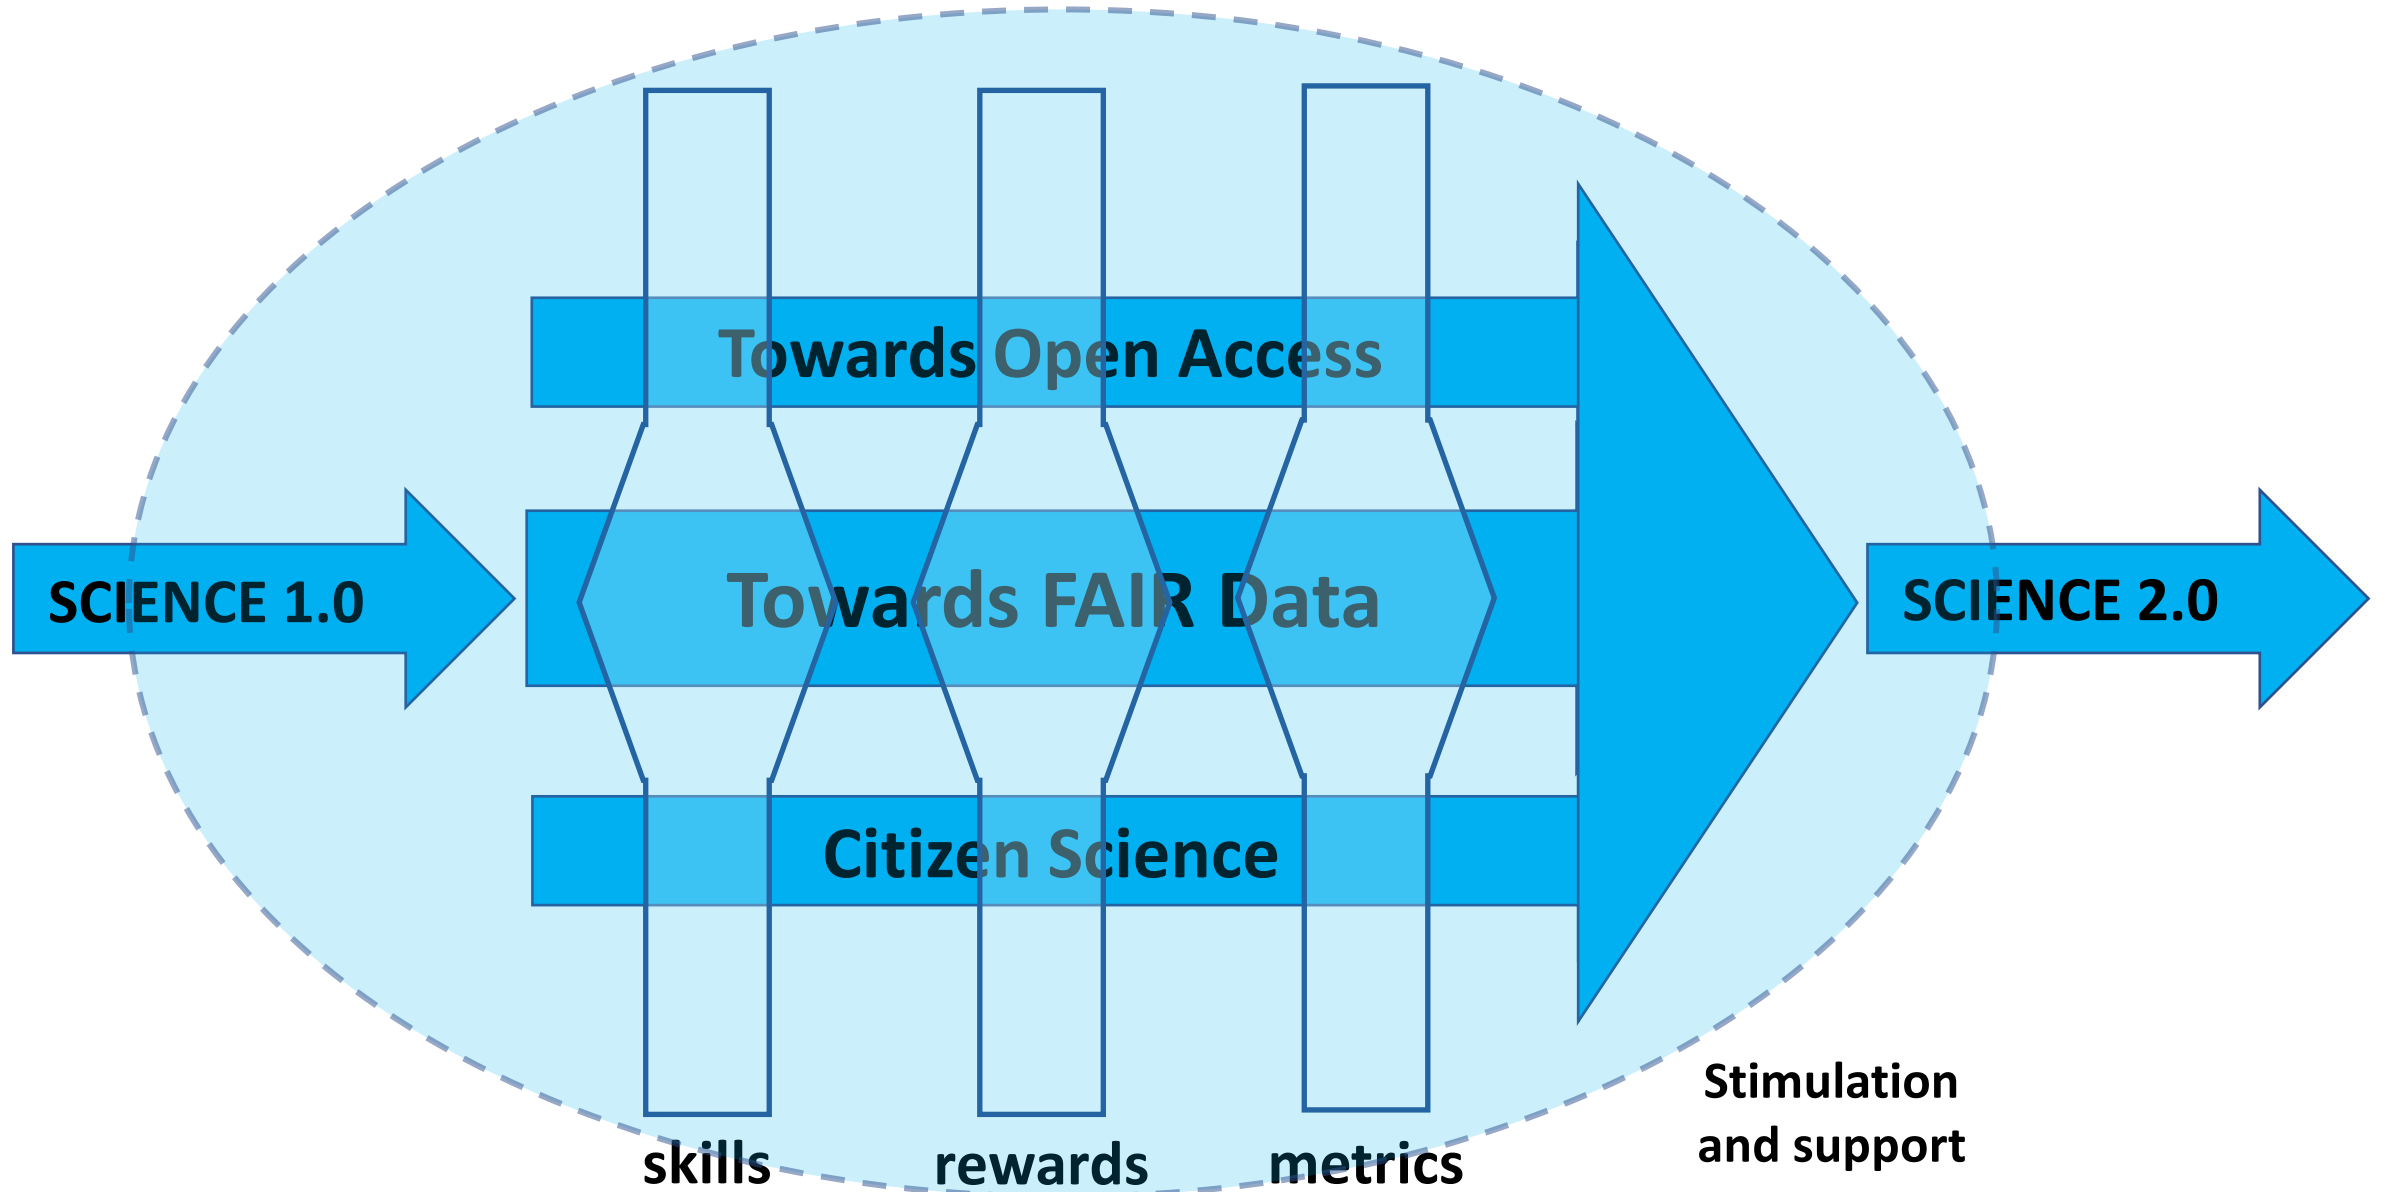 Towards Open Access
SCIENCE 1.0
Towards FAIR Data
SCIENCE 2.0
Citizen Science
Stimulation
and support
skills
rewards
metrics